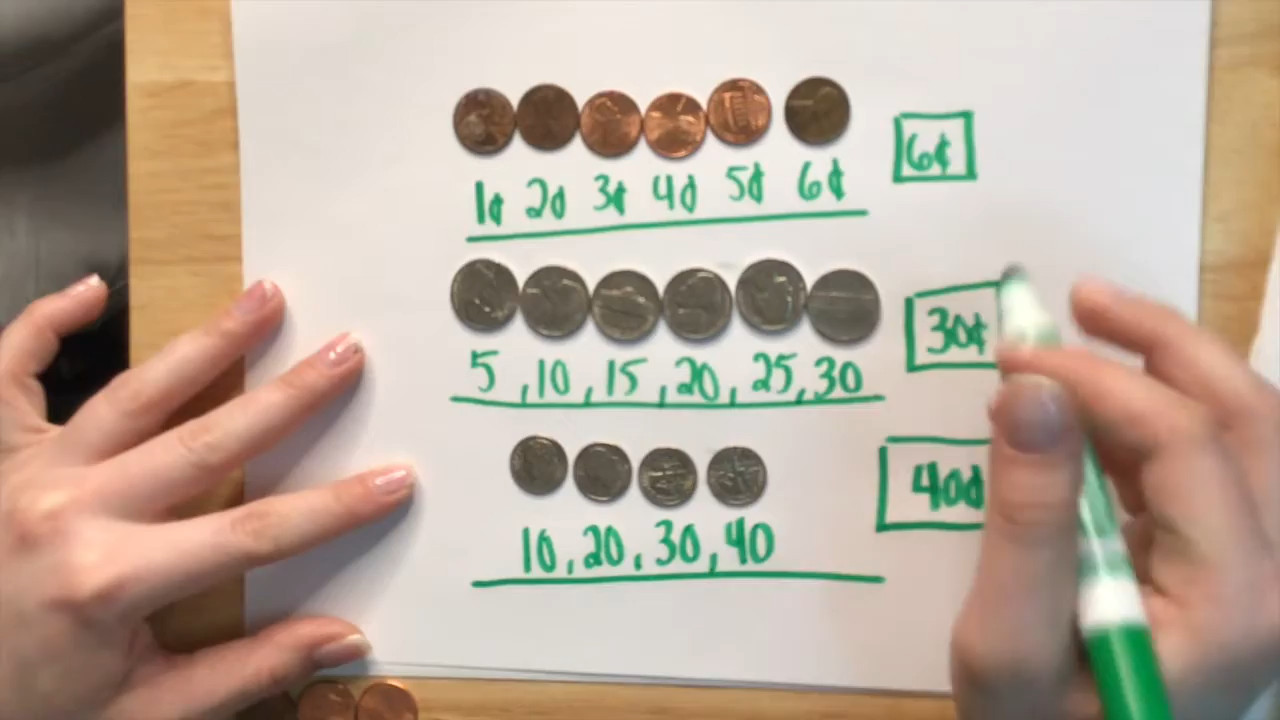 1¢ 2¢ 3¢ 4¢ 5¢ 6¢
6¢
5, 10, 15, 20, 25, 30
30¢
10, 20, 30, 40
40¢